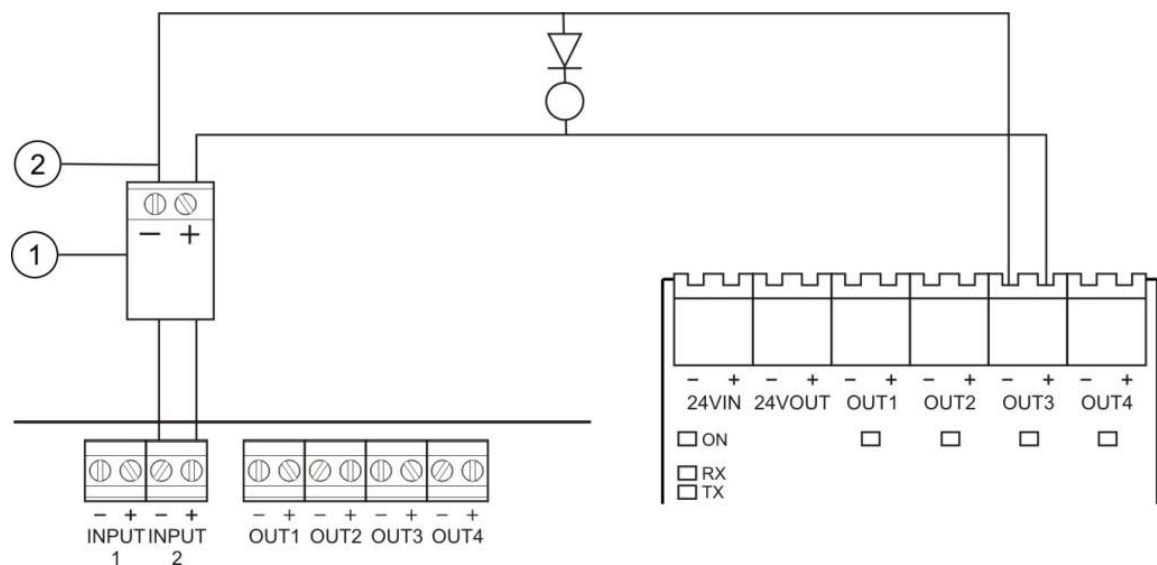 2
1
− +
− + − + − + − + − + − +
24VIN 24VOUT OUT1 OUT2 OUT3 OUT4
ON
RX
TX
− + − + − + − + − + − +
INPUT INPUT OUT1 OUT2 OUT3 OUT4
1 2